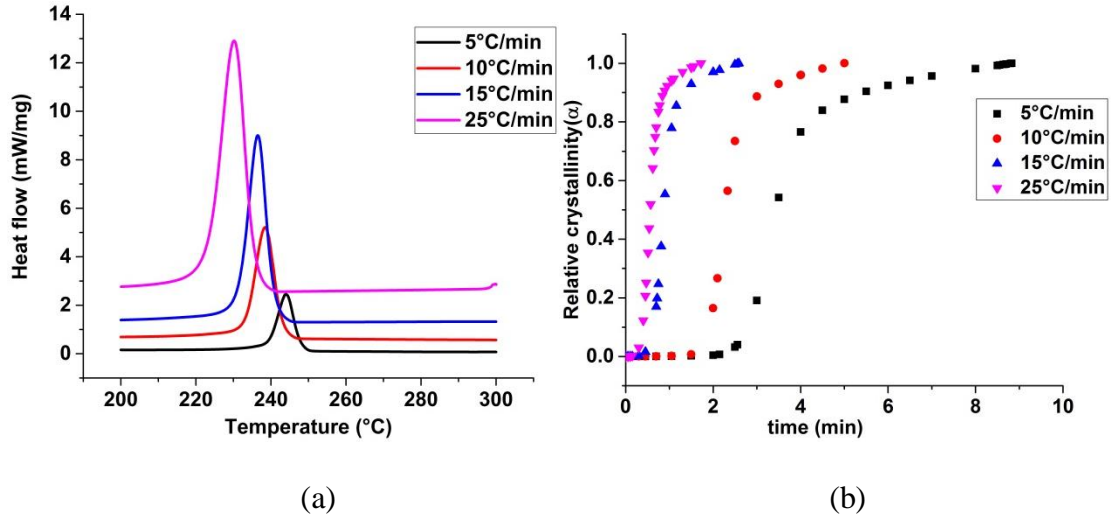 14
12
10
8
6
4
2
0
Heat flow (mW/mg)
5°C/min
10°C/min
15°C/min
25°C/min
200
220
240
260
280
300
Temperature (°C)
(a)
1.0
0.8
0.6
0.4
0.2
0.0
Relative crystallinity(α)
5°C/min
10°C/min
15°C/min
25°C/min
0
2
4
6
8
10
time (min)
(b)